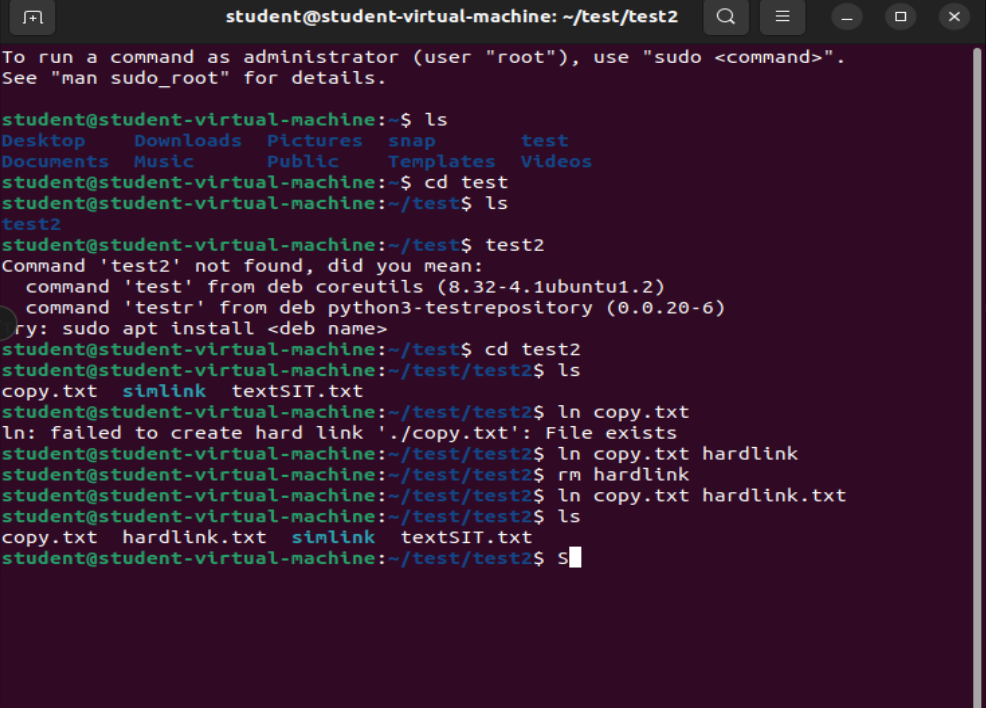 student@student-virtual-machine: ~/test/test2
To run a command as administrator (user "root"), use "sudo <command>".
See "man sudo_root" for details.
student@student-virtual-machine:~$ ls
Desktop Downloads Pictures snap test
Documents Music Public Templates Videos
student@student-virtual-machine:~$ cd test
student@student-virtual-machine:~/test$ ls
test2
student@student-virtual-machine:~/test$ test2
Command 'test2' not found, did you mean:
command 'test' from deb coreutils (8.32-4.1ubuntu1.2)
command 'testr' from deb python3-testrepository (0.0.20-6)
Try: sudo apt install <deb name>
student@student-virtual-machine:~/test$ cd test2
student@student-virtual-machine:~/test/test2$ ls
copy.txt simlink textSIT.txt
student@student-virtual-machine:~/test/test2$ ln copy.txt
ln: failed to create hard link './copy.txt': File exists
student@student-virtual-machine:~/test/test2$ ln copy.txt hardlink
student@student-virtual-machine:~/test/test2$ rm hardlink
student@student-virtual-machine:~/test/test2$ ln copy.txt hardlink.txt
student@student-virtual-machine:~/test/test2$ ls
copy.txt hardlink.txt simlink textSIT.txt
student@student-virtual-machine:~/test/test2$ S